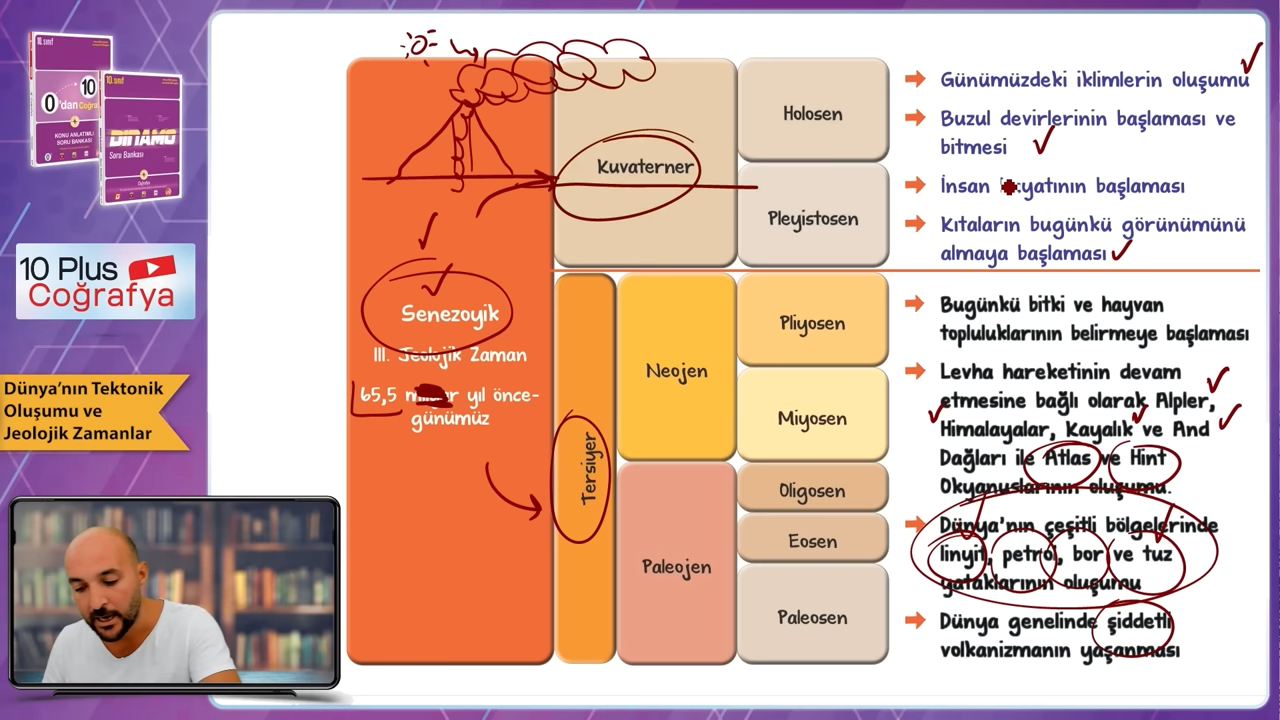 10.sınıf
0'dan 10
Coğrafya
KONU ANLATIMLI
SORU BANKASI
10.sınıf
DİNAMO
Soru Bankası
10 Plus
Coğrafya
Dünya'nın Tektonik
Oluşumu ve
Jeolojik Zamanlar
Senezoyik
III. Jeolojik Zaman
65,5 yıl önce-
günümüz
Kuvaterner
Holosen
Pleyistosen
Tersiyer
Neojen
Paleojen
Pliyosen
Miyosen
Oligosen
Eosen
Paleosen
Günümüzdeki iklimlerin oluşumu
Buzul devirlerinin başlaması ve
bitmesi
İnsan başlaması
Kıtaların bugünkü görünümünü
almaya başlaması
Bugünkü bitki ve hayvan
topluluklarının belirmeye başlaması
Levha hareketinin devam
etmesine bağlı olarak Alpler,
Himalayalar, Kayalık ve And
Dağları ile Atlas ve Hint
Okyanuslarının oluşumu.
Dünya'nın çeşitli bölgelerinde
linyit, petrol, bor ve tuz
yataklarının oluşumu
Dünya genelinde şiddetli
volkanizmanın yaşanması